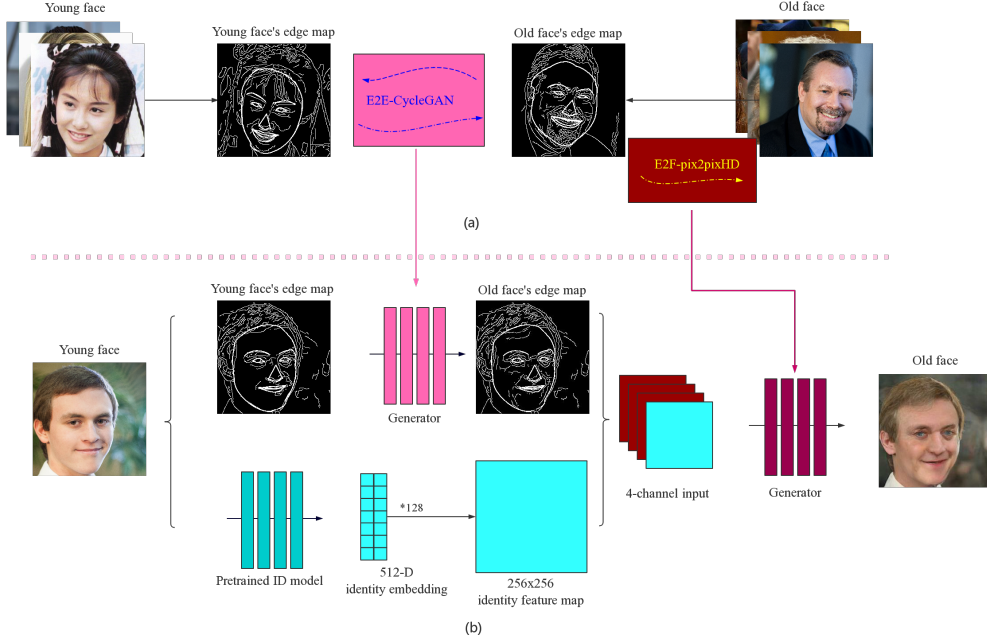 Young face
Young face's edge map
Old face's edge map
Old face
E2E-CycleGAN
E2F-pix2pixHD
(a)
Young face's edge map
Old face's edge map
Young face
Old face
Generator
4-channel input
Generator
*128
Pretrained ID model
512-D
identity embedding
256x256
identity feature map
(b)